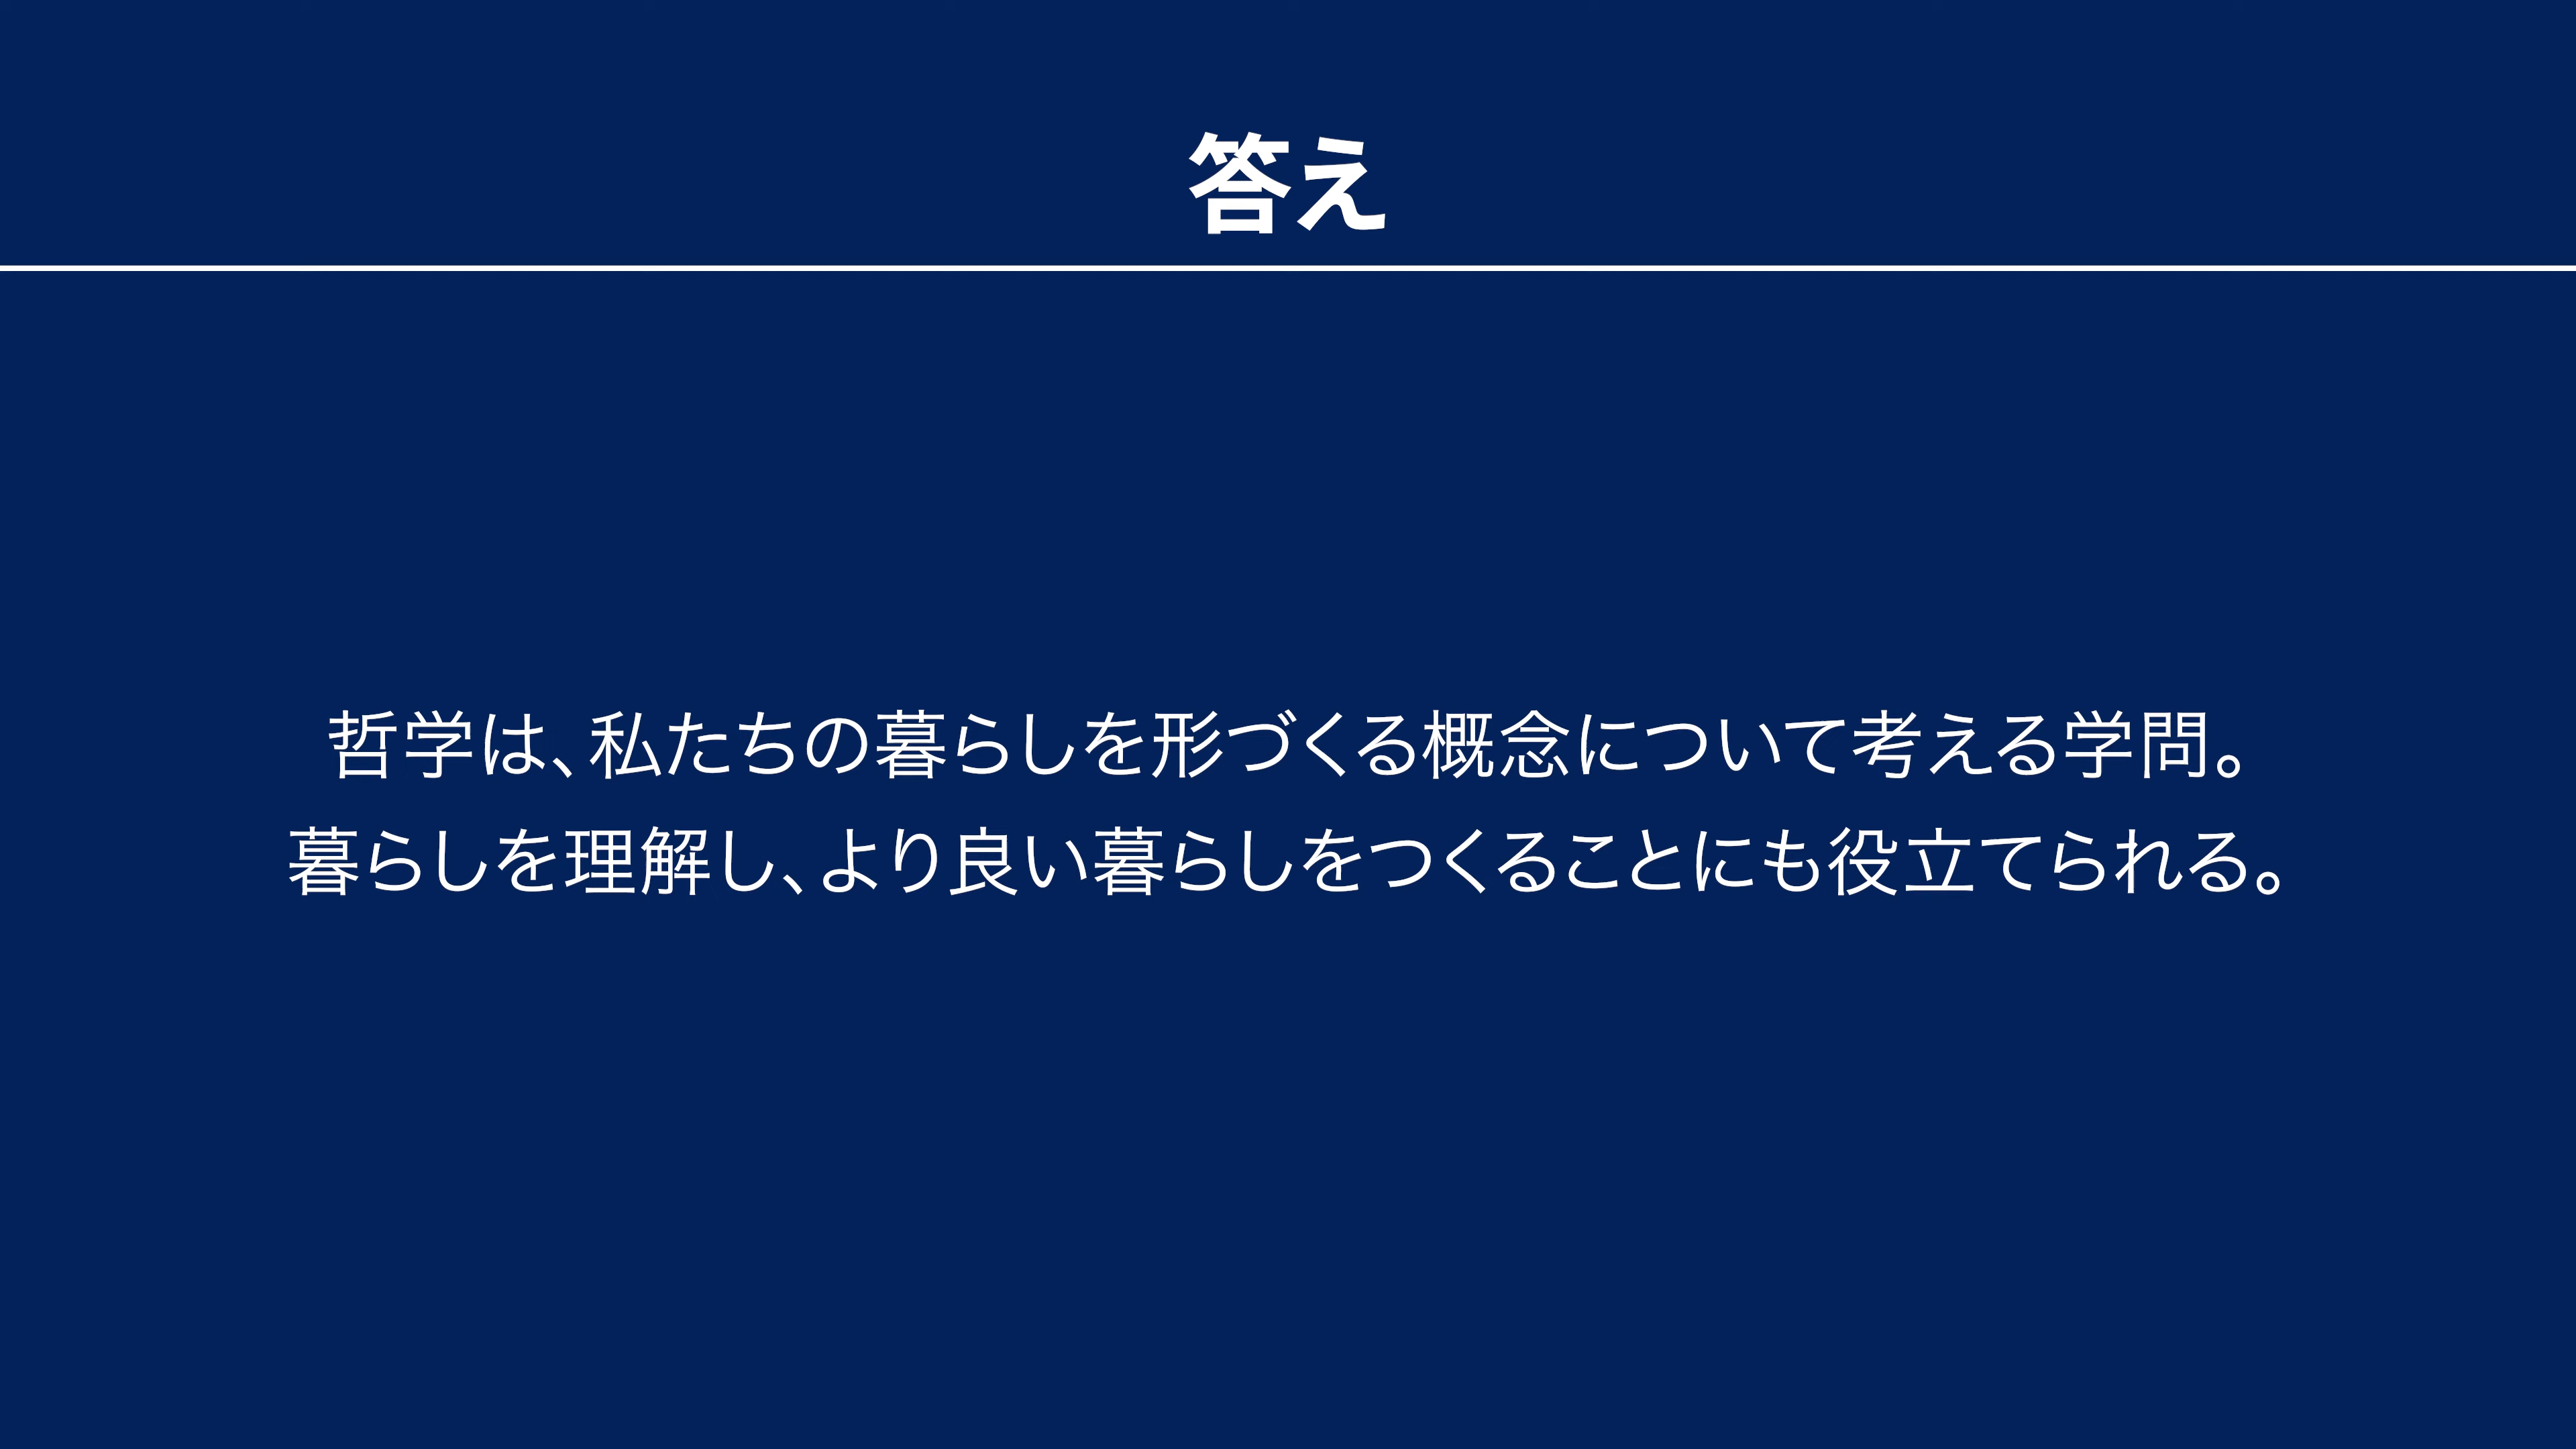 答え
哲学は、私たちの暮らしを形づくる概念について考える学問。
暮らしを理解し、より良い暮らしをつくることにも役立てられる。